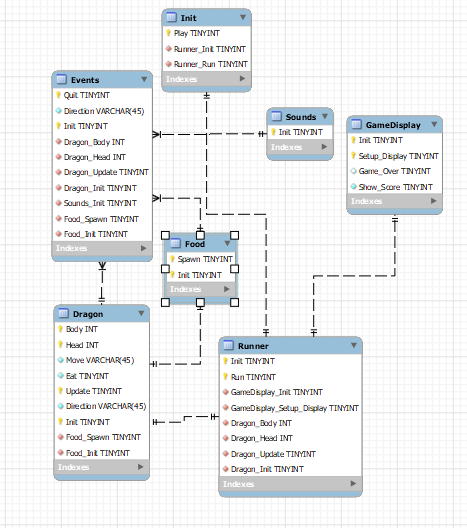 Init
Play TINYINT
Runner_Init TINYINT
Runner_Run TINYINT
Indexes
Events
Quit TINYINT
Direction VARCHAR(45)
Init TINYINT
Dragon_Body INT
Dragon_Head INT
Dragon_Update TINYINT
Dragon_Init TINYINT
Sounds_Init TINYINT
Food_Spawn TINYINT
Food_Init TINYINT
Indexes
Sounds
Init TINYINT
Indexes
GameDisplay
Init TINYINT
Setup_Display TINYINT
Game_Over TINYINT
Show_Score TINYINT
Indexes
Food
Spawn TINYINT
Init TINYINT
Indexes
Dragon
Body INT
Head INT
Move VARCHAR(45)
Eat TINYINT
Update TINYINT
Direction VARCHAR(45)
Init TINYINT
Food_Spawn TINYINT
Food_Init TINYINT
Indexes
Runner
Init TINYINT
Run TINYINT
GameDisplay_Init TINYINT
GameDisplay_Setup_Display TINYINT
Dragon_Body INT
Dragon_Head INT
Dragon_Update TINYINT
Dragon_Init TINYINT
Indexes